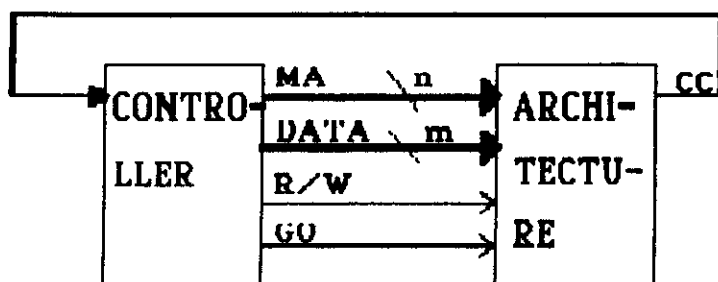 MA n
CC
CONTRO-
LLER
DATA m
R/W
GO
ARCHI-
TECTU-
RE